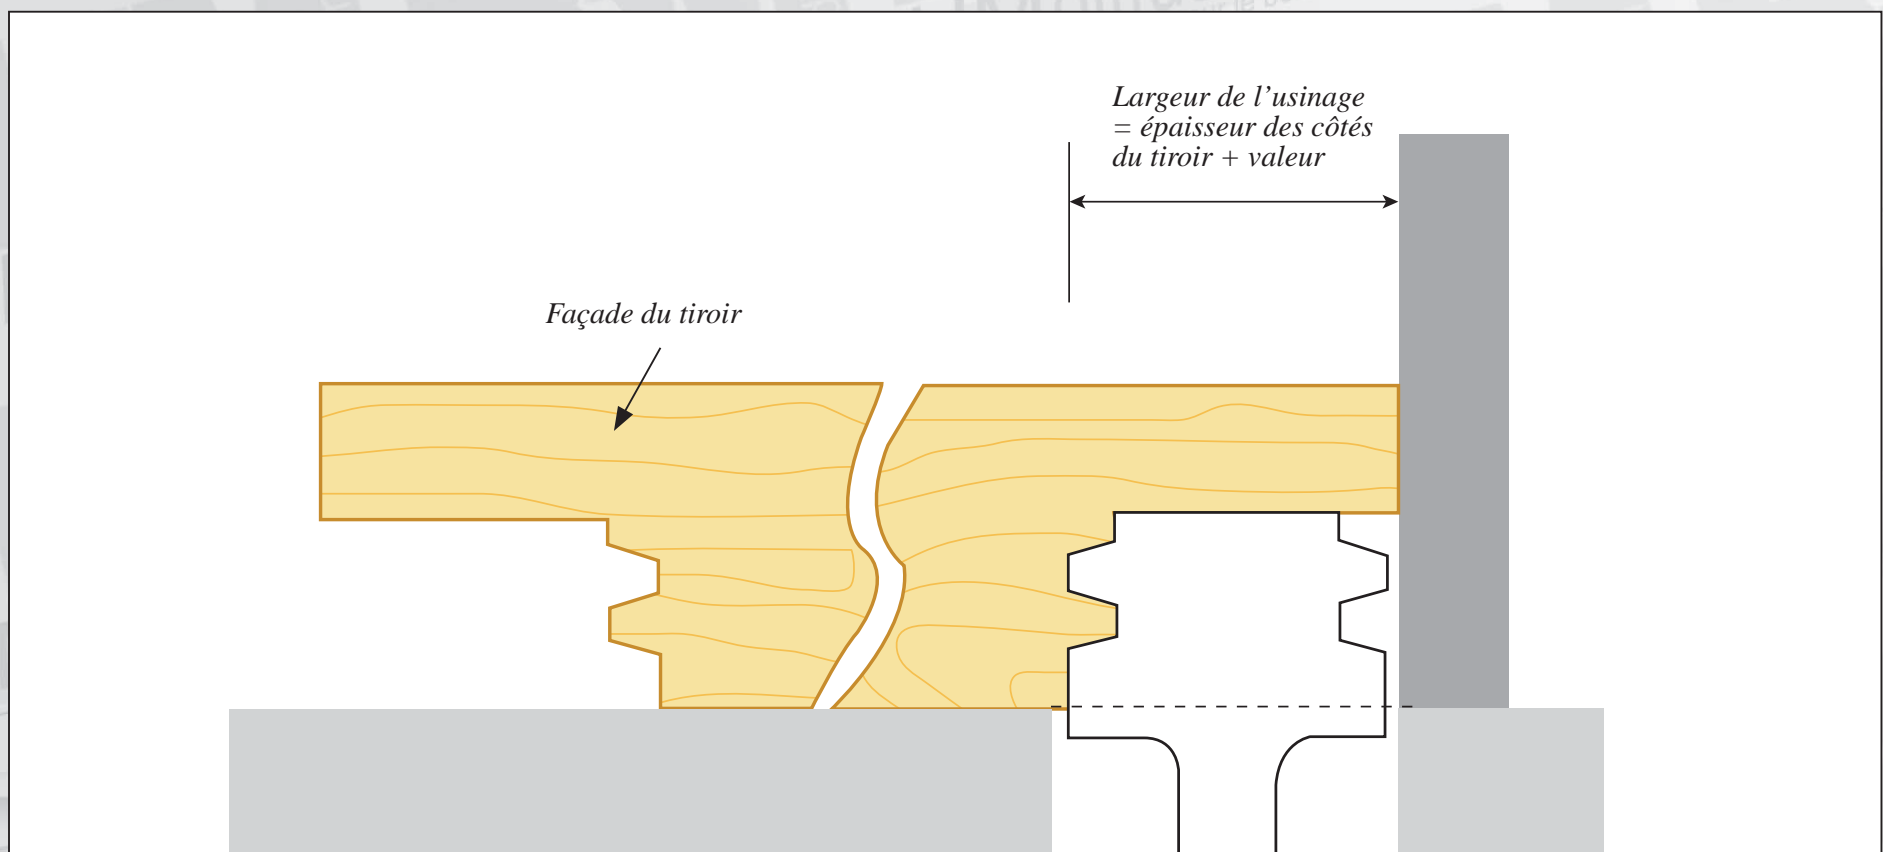 Largeur de l’usinage
= épaisseur des côtés
du tiroir + valeur
Façade du tiroir